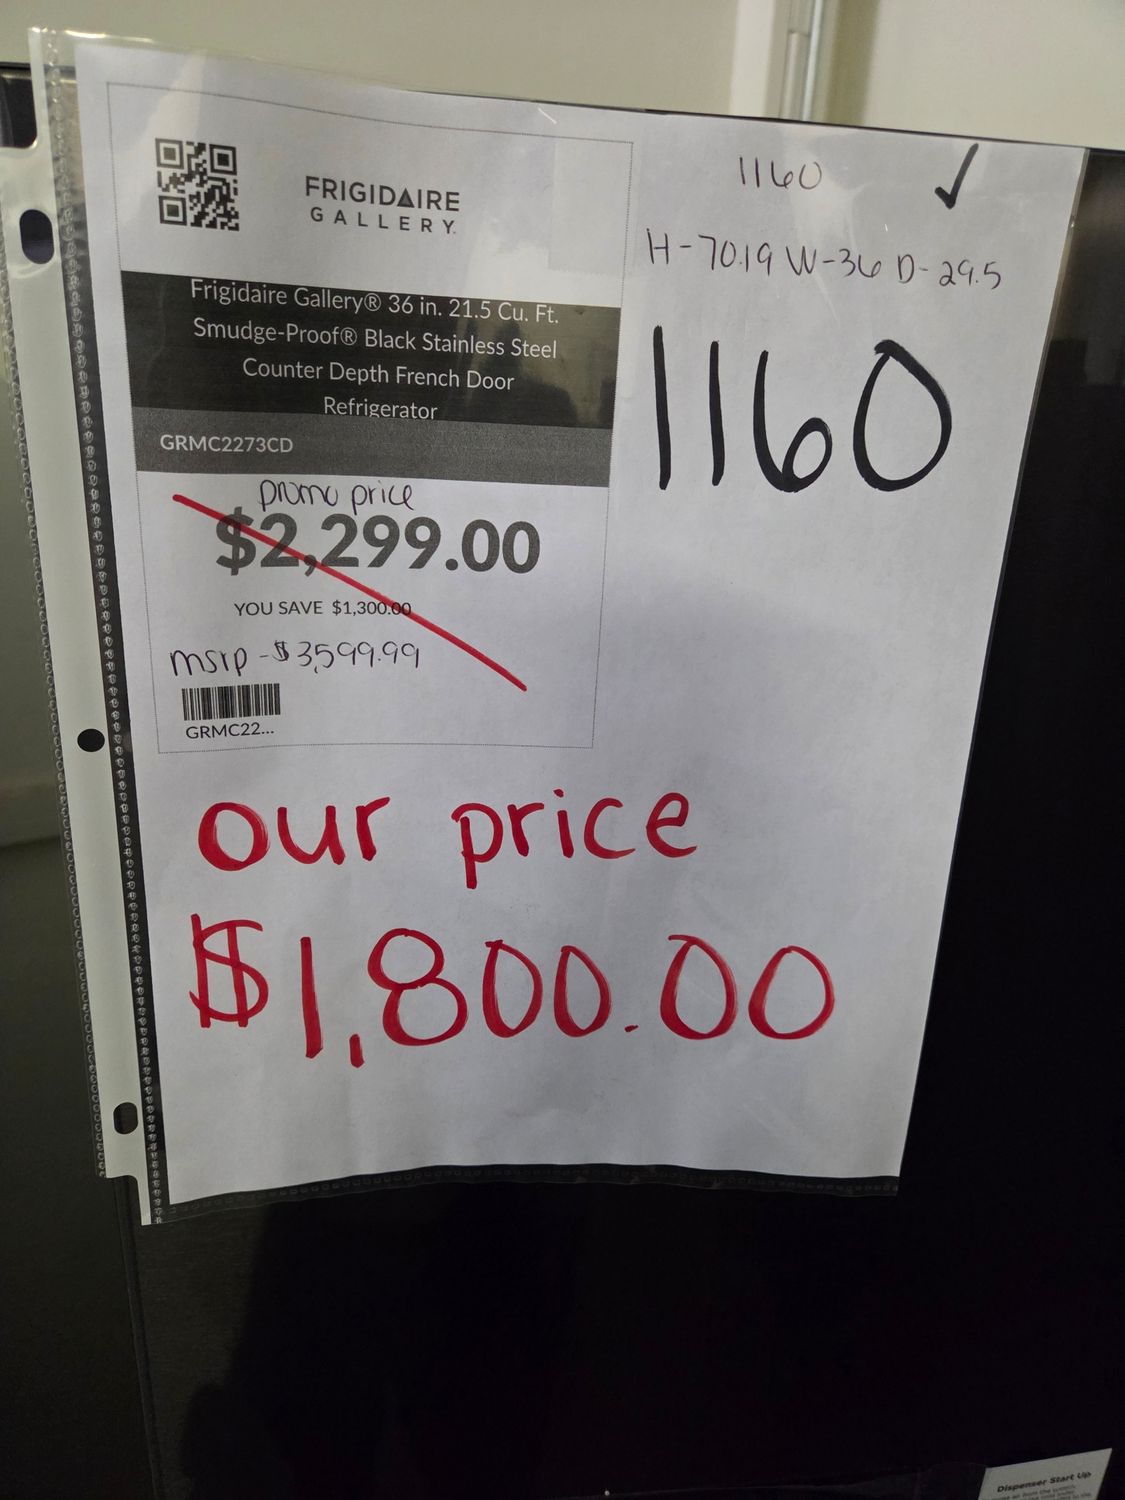 FRIGIDAIRE
GALLERY
Frigidaire Gallery® 36 in. 21.5 Cu. Ft.
Smudge-Proof® Black Stainless Steel
Counter Depth French Door
Refrigerator
GRMC2273CD
promo price
$2,299.00
YOU SAVE $1,300.00
msrp - $3,599.99
GRMC22...
1160 ✓
H-70.19 W-36 D-29.5
1160
our price
$1,800.00
Dispenser Start Up